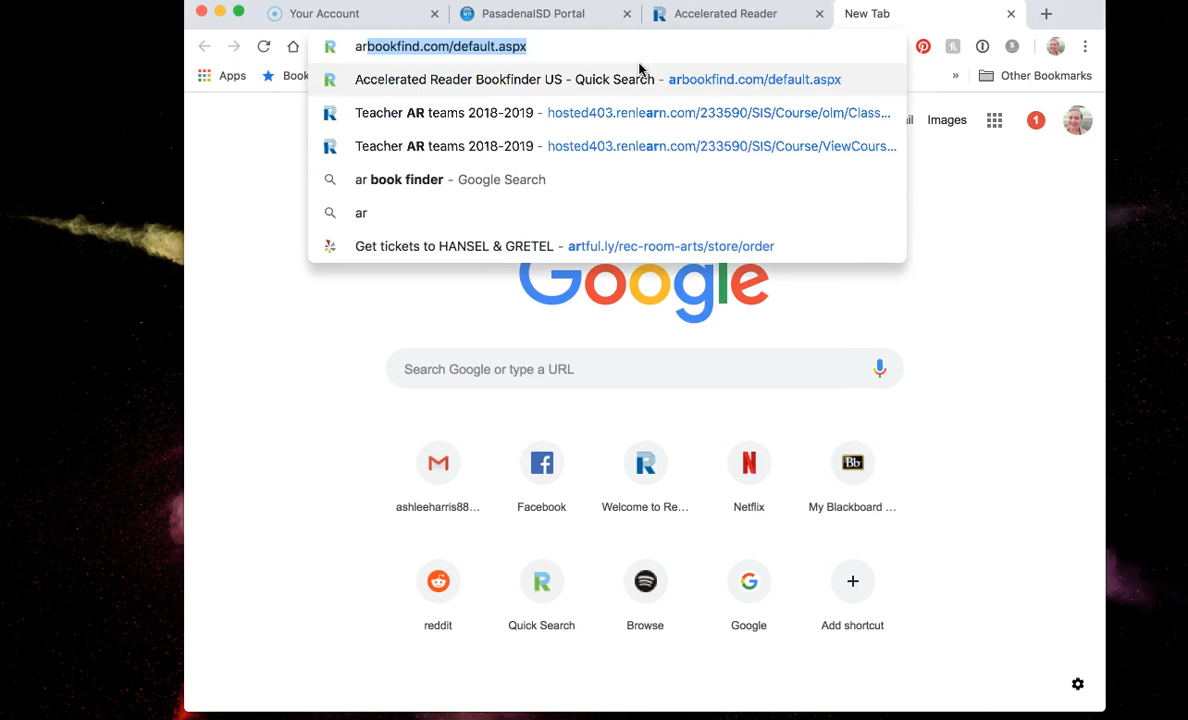 Your Account
PasadenaISD Portal
Accelerated Reader
New Tab
arbookfind.com/default.aspx
Apps
Book
»
Other Bookmarks
Accelerated Reader Bookfinder US - Quick Search - arbookfind.com/default.aspx
Teacher AR teams 2018-2019 - hosted403.renlearn.com/233590/SIS/Course/olm/Class...
Teacher AR teams 2018-2019 - hosted403.renlearn.com/233590/SIS/Course/ViewCours...
ar book finder - Google Search
ar
Get tickets to HANSEL & GRETEL - artful.ly/rec-room-arts/store/order
Images
1
Google
Search Google or type a URL
ashleeharris88...
Facebook
Welcome to Re...
Netflix
Bb
My Blackboard ...
reddit
Quick Search
Browse
Google
Add shortcut